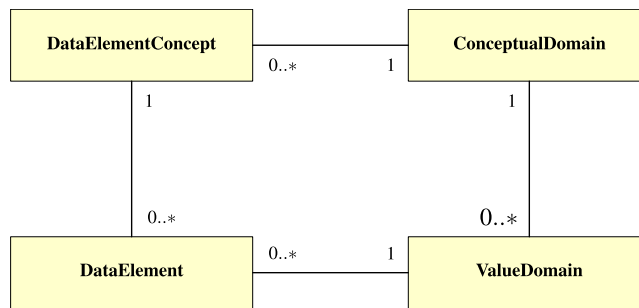 DataElementConcept
ConceptualDomain
0..*
1
1
1
0..*
0..*
0..*
1
DataElement
ValueDomain